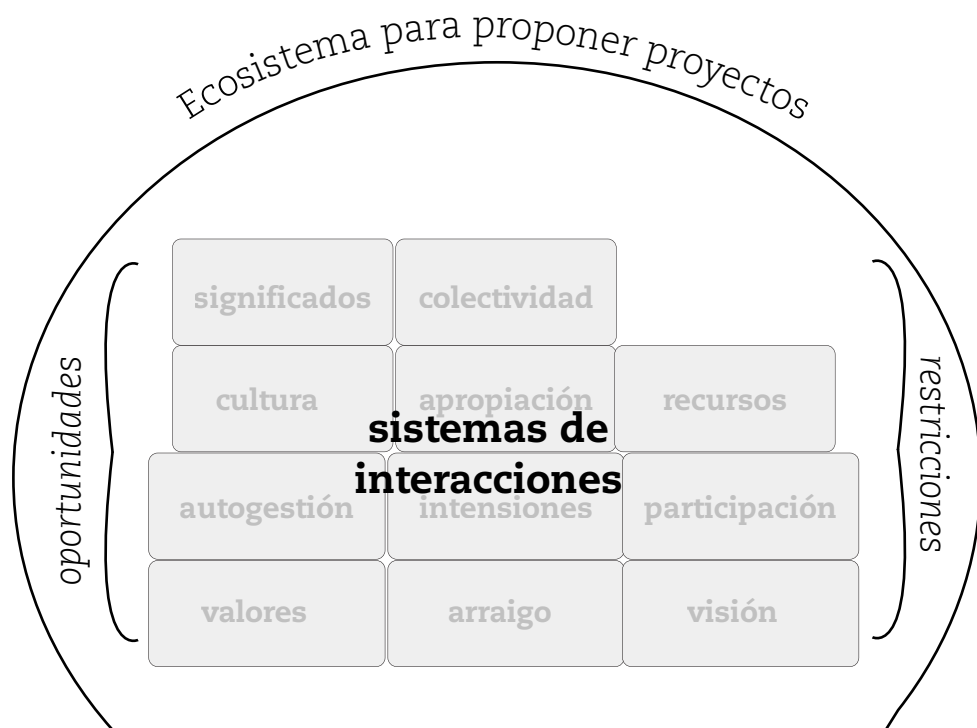 Ecosistema para proponer proyectos
significados
colectividad
cultura
apropiación
recursos
sistemas de
interacciones
autogestión
intensiones
participación
valores
arraigo
visión
oportunidades
restricciones